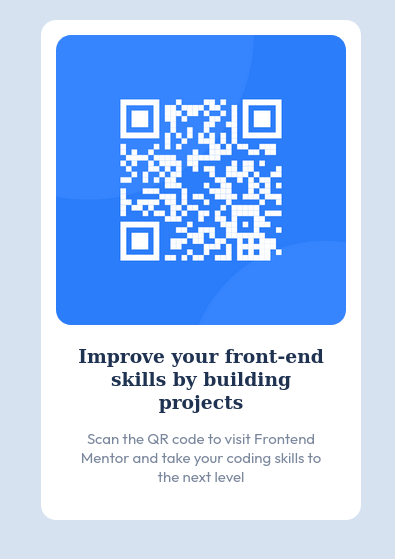 Improve your front-end
skills by building
projects
Scan the QR code to visit Frontend
Mentor and take your coding skills to
the next level